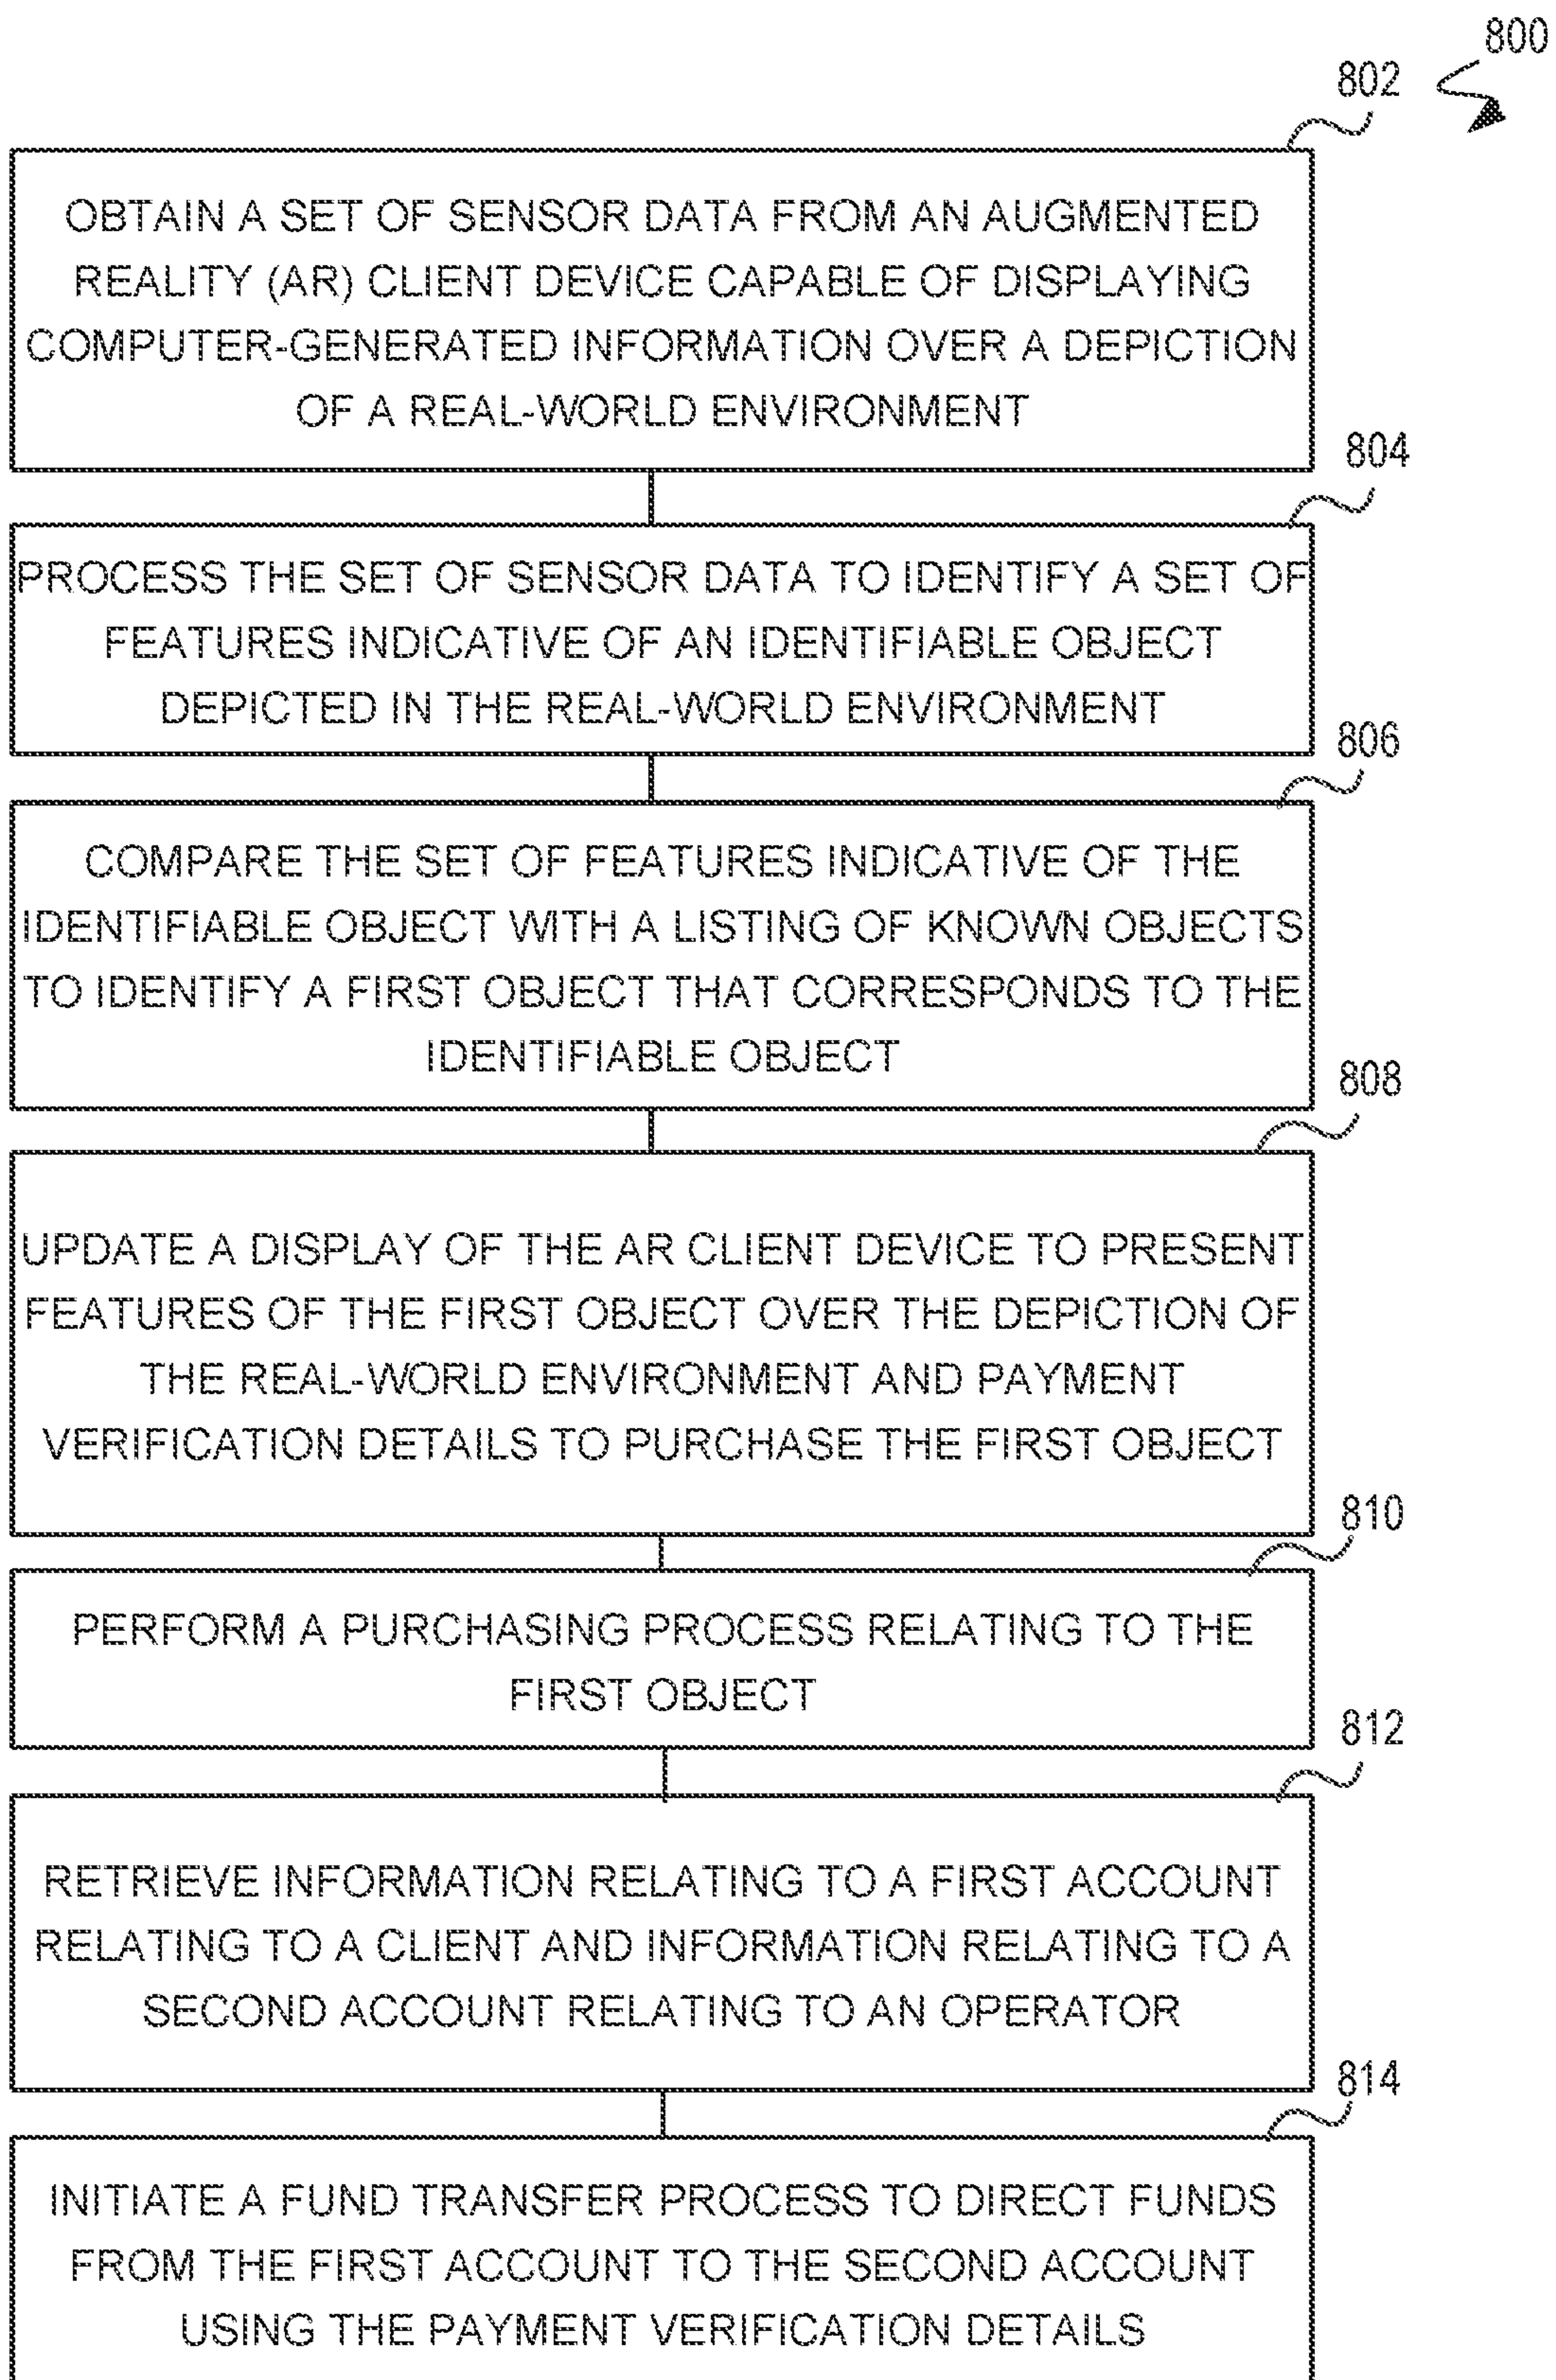 800
802
OBTAIN A SET OF SENSOR DATA FROM AN AUGMENTED
REALITY (AR) CLIENT DEVICE CAPABLE OF DISPLAYING
COMPUTER-GENERATED INFORMATION OVER A DEPICTION
OF A REAL-WORLD ENVIRONMENT
804
PROCESS THE SET OF SENSOR DATA TO IDENTIFY A SET OF
FEATURES INDICATIVE OF AN IDENTIFIABLE OBJECT
DEPICTED IN THE REAL-WORLD ENVIRONMENT
806
COMPARE THE SET OF FEATURES INDICATIVE OF THE
IDENTIFIABLE OBJECT WITH A LISTING OF KNOWN OBJECTS
TO IDENTIFY A FIRST OBJECT THAT CORRESPONDS TO THE
IDENTIFIABLE OBJECT
808
UPDATE A DISPLAY OF THE AR CLIENT DEVICE TO PRESENT
FEATURES OF THE FIRST OBJECT OVER THE DEPICTION OF
THE REAL-WORLD ENVIRONMENT AND PAYMENT
VERIFICATION DETAILS TO PURCHASE THE FIRST OBJECT
810
PERFORM A PURCHASING PROCESS RELATING TO THE
FIRST OBJECT
812
RETRIEVE INFORMATION RELATING TO A FIRST ACCOUNT
RELATING TO A CLIENT AND INFORMATION RELATING TO A
SECOND ACCOUNT RELATING TO AN OPERATOR
814
INITIATE A FUND TRANSFER PROCESS TO DIRECT FUNDS
FROM THE FIRST ACCOUNT TO THE SECOND ACCOUNT
USING THE PAYMENT VERIFICATION DETAILS